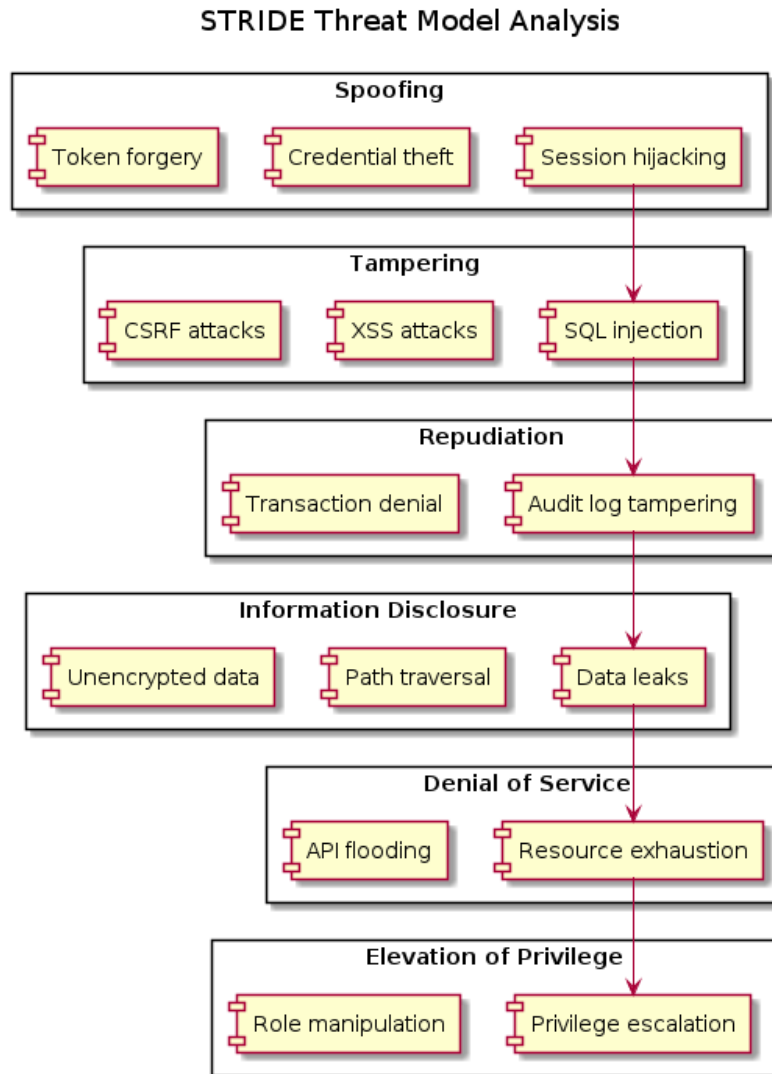 STRIDE Threat Model Analysis
Spoofing
Token forgery
Credential theft
Session hijacking
Tampering
CSRF attacks
XSS attacks
SQL injection
Repudiation
Transaction denial
Audit log tampering
Information Disclosure
Unencrypted data
Path traversal
Data leaks
Denial of Service
API flooding
Resource exhaustion
Elevation of Privilege
Role manipulation
Privilege escalation